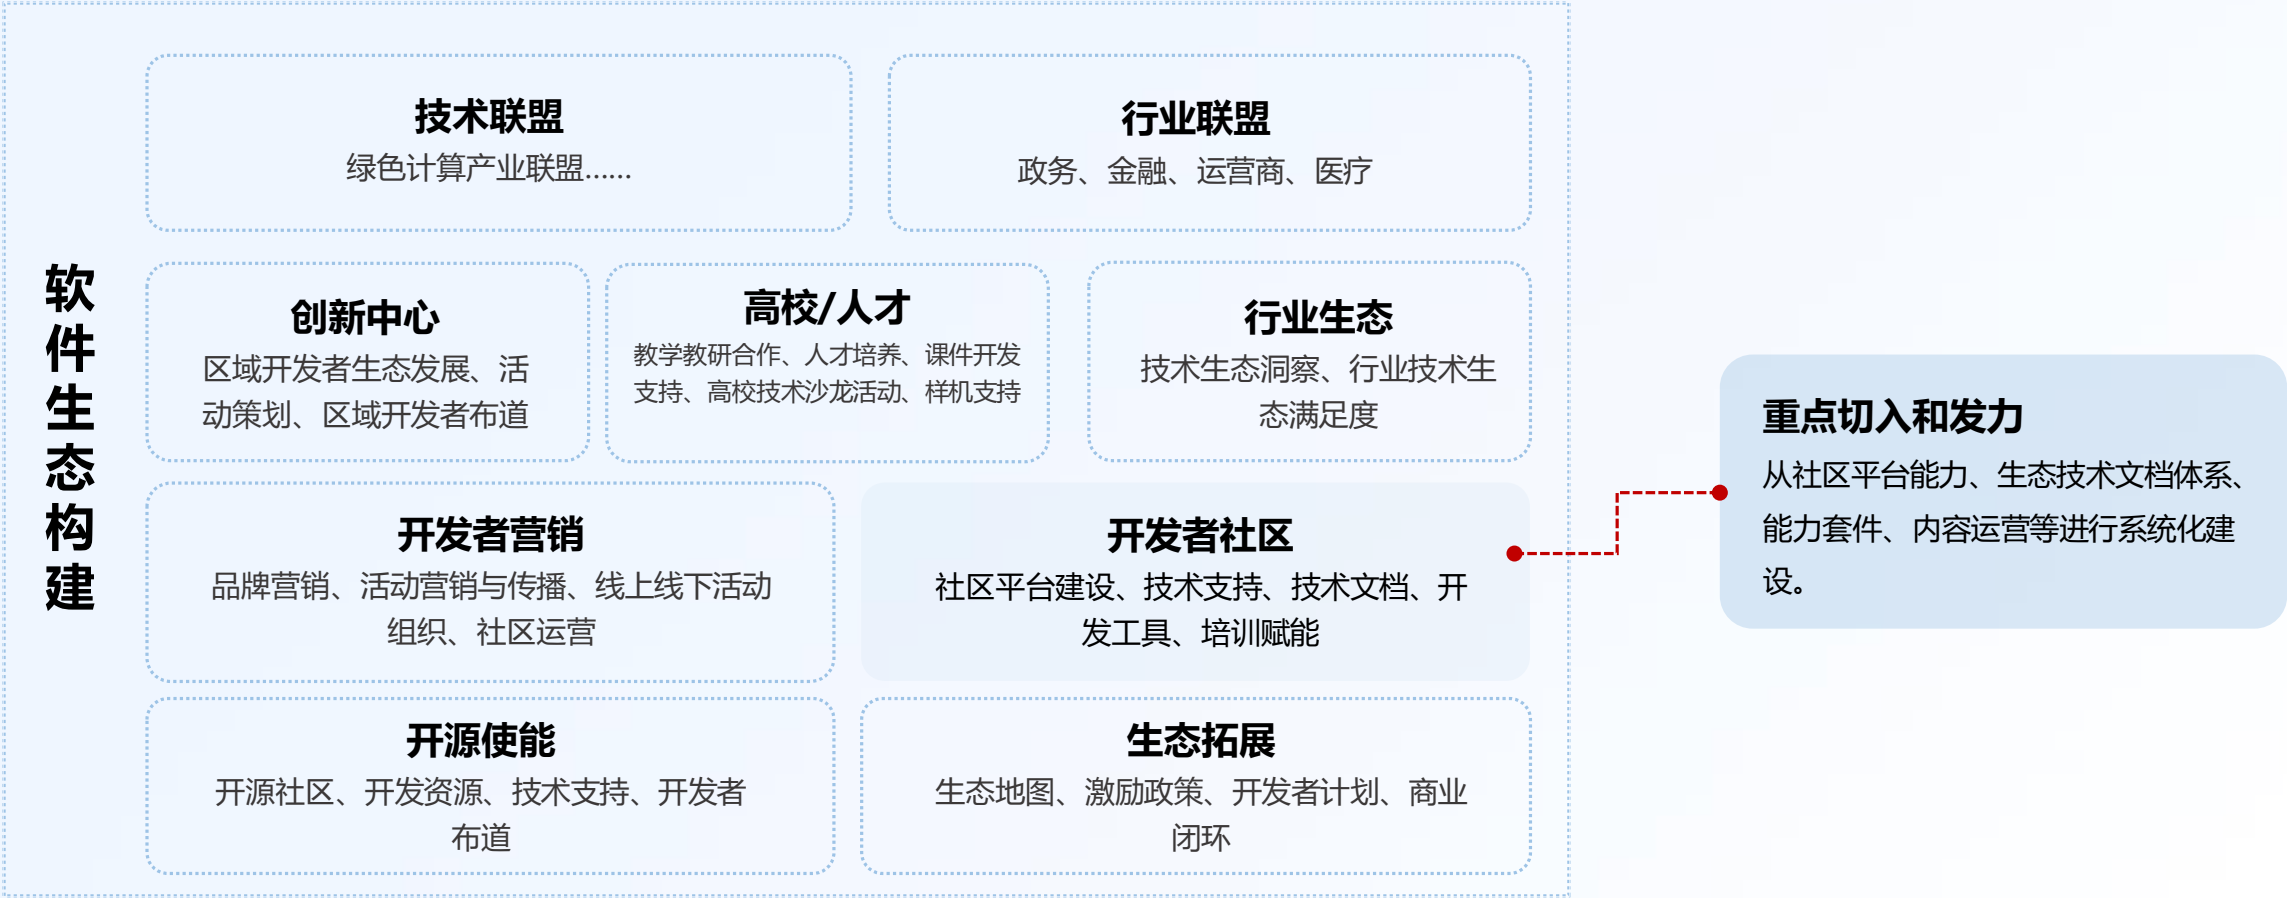 软件生态构建
技术联盟
绿色计算产业联盟......
行业联盟
政务、金融、运营商、医疗
创新中心
区域开发者生态发展、活
动策划、区域开发者布道
高校/人才
教学教研合作、人才培养、课件开发
支持、高校技术沙龙活动、样机支持
行业生态
技术生态洞察、行业技术生
态满足度
开发者营销
品牌营销、活动营销与传播、线上线下活动
组织、社区运营
开发者社区
社区平台建设、技术支持、技术文档、开
发工具、培训赋能
开源使能
开源社区、开发资源、技术支持、开发者
布道
生态拓展
生态地图、激励政策、开发者计划、商业
闭环
重点切入和发力
从社区平台能力、生态技术文档体系、
能力套件、内容运营等进行系统化建
设。